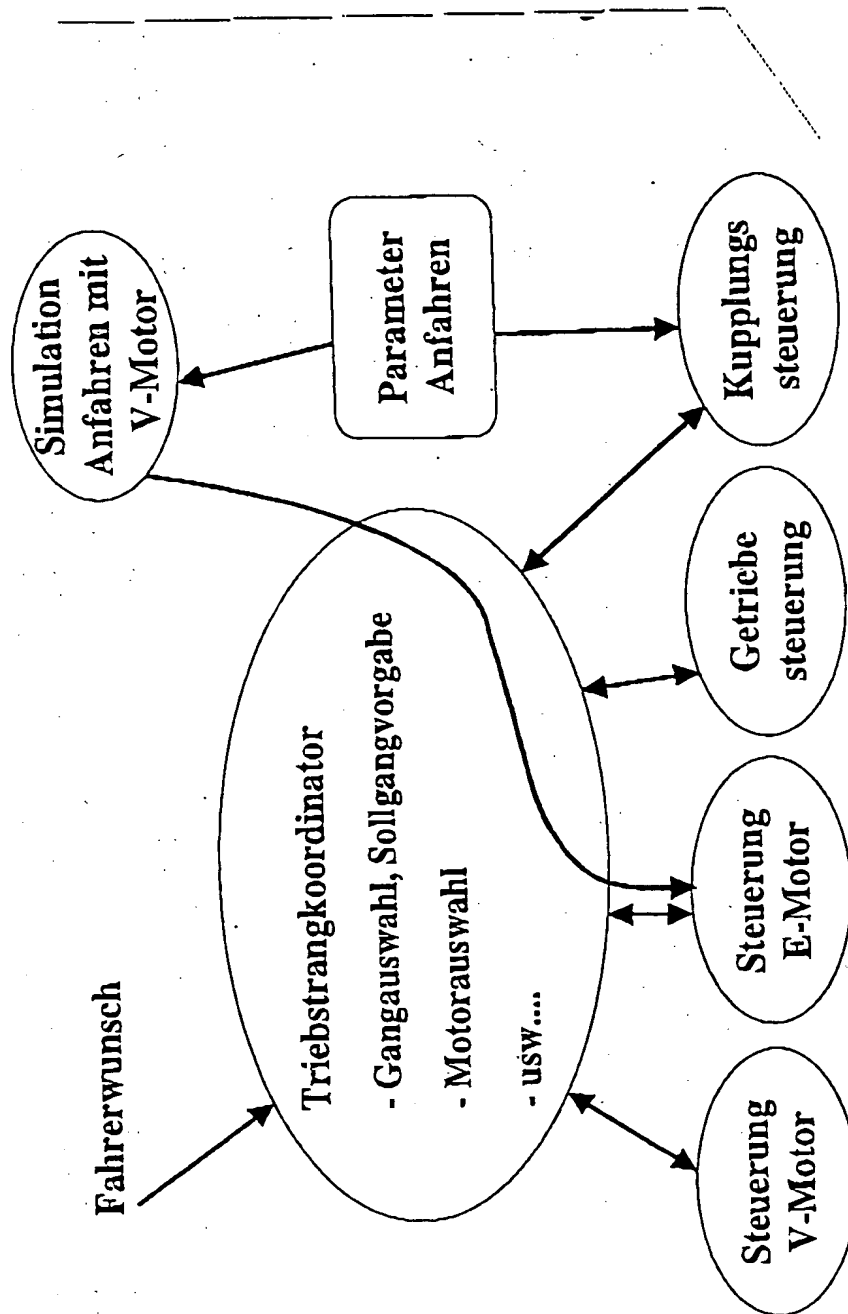 Fahrerwunsch
Triebstrangkoordinator
- Gangauswahl, Sollgangvorgabe
- Motorauswahl
- usw....
Simulation
Anfahren mit
V-Motor
Parameter
Anfahren
Steuerung
V-Motor
Steuerung
E-Motor
Getriebe
steuerung
Kupplungs
steuerung